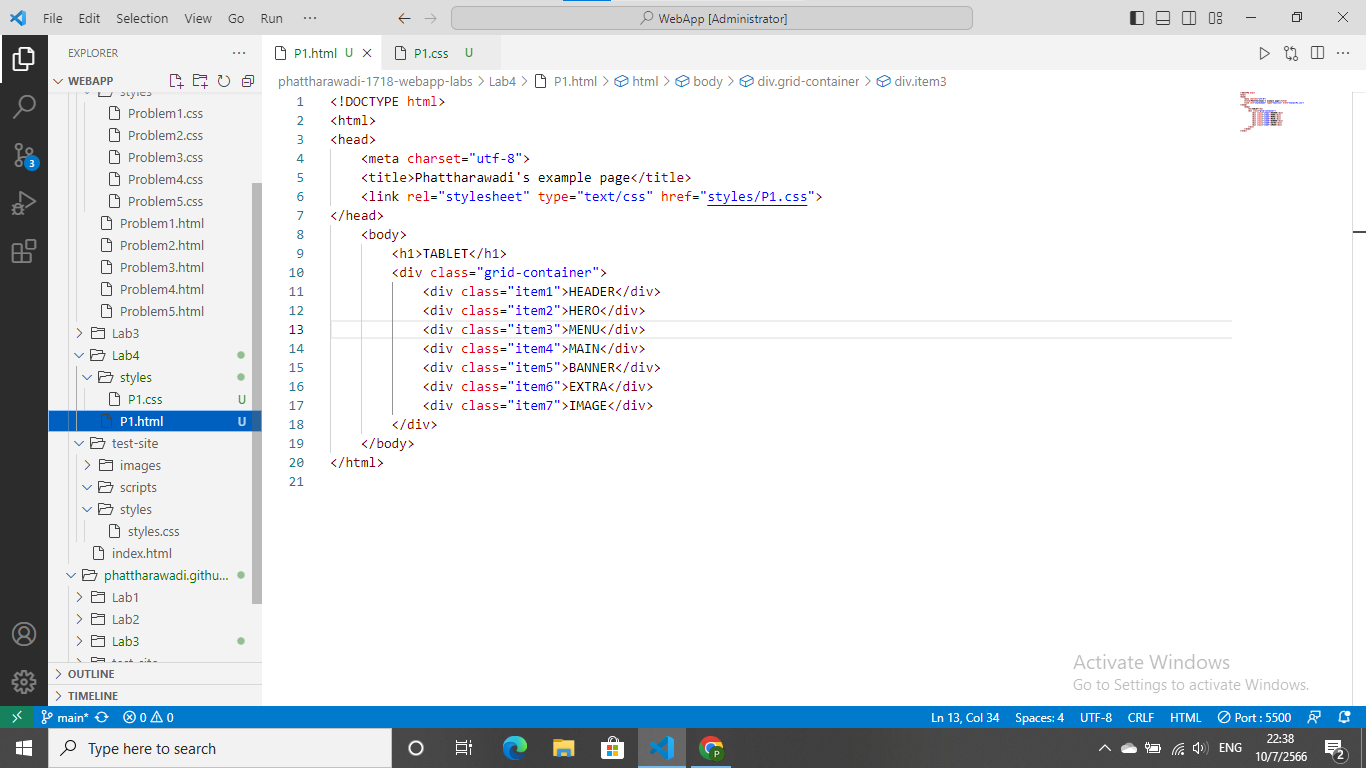 File Edit Selection View Go Run ··· WebApp [Administrator]
EXPLORER ···
WEBAPP
styles
Problem1.css
Problem2.css
Problem3.css
Problem4.css
Problem5.css
Problem1.html
Problem2.html
Problem3.html
Problem4.html
Problem5.html
Lab3
Lab4
styles
P1.css U
P1.html U
test-site
images
scripts
styles
styles.css
index.html
phattharawadi.githu...
Lab1
Lab2
Lab3
test-site
OUTLINE
TIMELINE
3
P1.html U P1.css U
phattharawadi-1718-webapp-labs > Lab4 > P1.html > html > body > div.grid-container > div.item3
1 <!DOCTYPE html>
2 <html>
3 <head>
4 <meta charset="utf-8">
5 <title>Phattharawadi's example page</title>
6 <link rel="stylesheet" type="text/css" href="styles/P1.css">
7 </head>
8 <body>
9 <h1>TABLET</h1>
10 <div class="grid-container">
11 <div class="item1">HEADER</div>
12 <div class="item2">HERO</div>
13 <div class="item3">MENU</div>
14 <div class="item4">MAIN</div>
15 <div class="item5">BANNER</div>
16 <div class="item6">EXTRA</div>
17 <div class="item7">IMAGE</div>
18 </div>
19 </body>
20 </html>
21
Activate Windows
Go to Settings to activate Windows.
main* 0 0 Ln 13, Col 34 Spaces: 4 UTF-8 CRLF HTML Port : 5500
Type here to search
P
ENG
22:38
10/7/2566
2